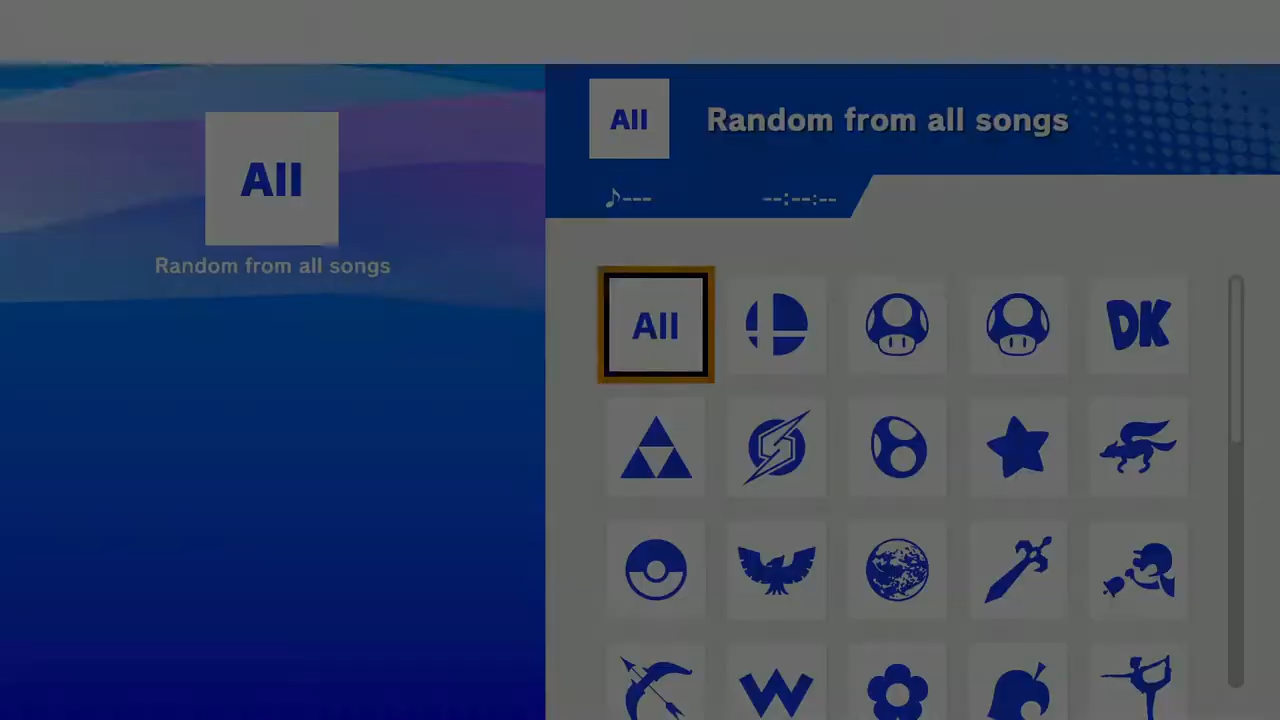 All
Random from all songs
All
Random from all songs
♪--- --:--:--
All
DK
W